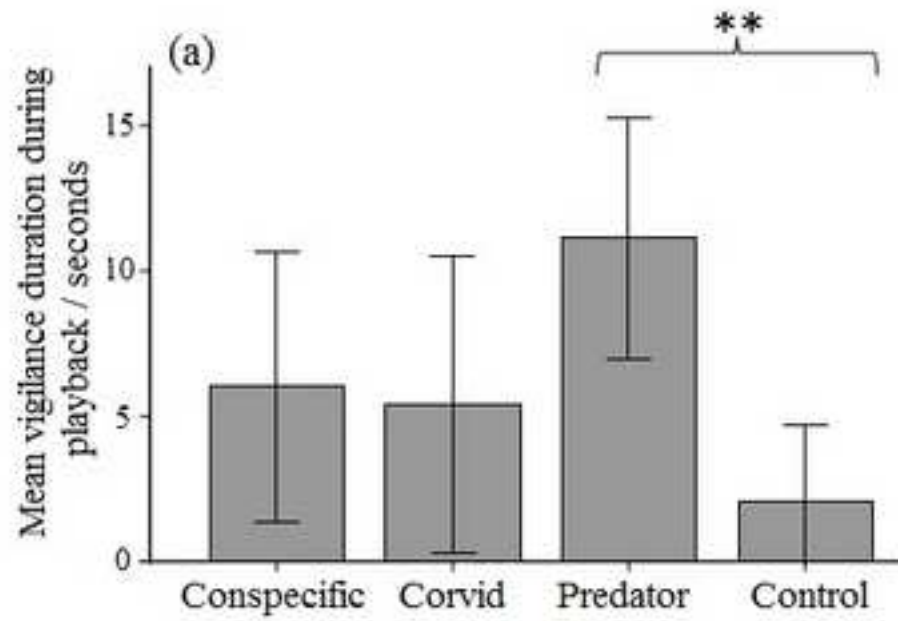 (a)
**
Mean vigilance duration during
playback / seconds
15
10
5
0
Conspecific Corvid Predator Control